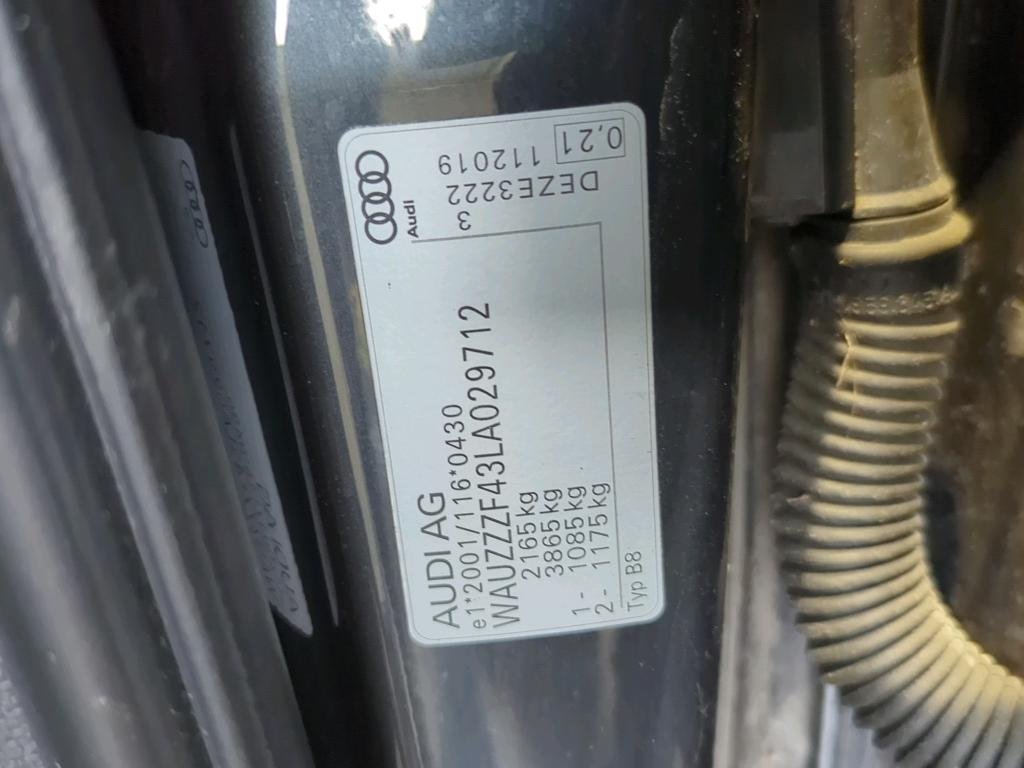 AUDI AG
e1*2001/116*0430
WAUZZZF43LA029712
2165kg
3865kg
1- 1085kg
2- 1175kg
Typ B8
Audi
3
DEZE3222
112019
0,21